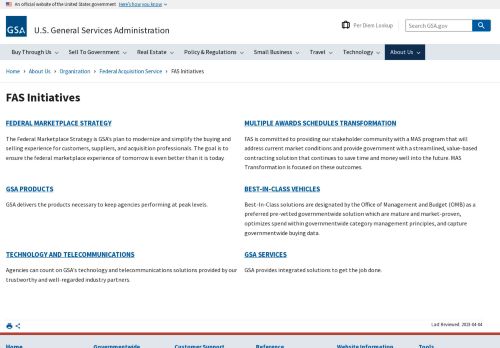 An official website of the United States government Here's how you know
GSA U.S. General Services Administration
Per Diem Lookup
Search GSA.gov
Buy Through Us Sell To Government Real Estate Policy & Regulations Small Business Travel Technology About Us
Home › About Us › Organization › Federal Acquisition Service › FAS Initiatives
FAS Initiatives
FEDERAL MARKETPLACE STRATEGY
The Federal Marketplace Strategy is GSA's plan to modernize and simplify the buying and
selling experience for customers, suppliers, and acquisition professionals. The goal is to
ensure the federal marketplace experience of tomorrow is even better than it is today.
MULTIPLE AWARDS SCHEDULES TRANSFORMATION
FAS is committed to providing our stakeholder community with a MAS program that will
address current market conditions and provide government with a streamlined, value-based
contracting solution that continues to save time and money well into the future. MAS
Transformation is focused on these outcomes.
GSA PRODUCTS
GSA delivers the products necessary to keep agencies performing at peak levels.
BEST-IN-CLASS VEHICLES
Best-In-Class solutions are designated by the Office of Management and Budget (OMB) as a
preferred pre-vetted governmentwide solution which are mature and market-proven,
optimizes spend within governmentwide category management principles, and capture
governmentwide buying data.
TECHNOLOGY AND TELECOMMUNICATIONS
Agencies can count on GSA's technology and telecommunications solutions provided by our
trustworthy and well-regarded industry partners.
GSA SERVICES
GSA provides integrated solutions to get the job done.
Last Reviewed: 2023-04-04
Home Governmentwide Customer Support Reference Website Information Tools